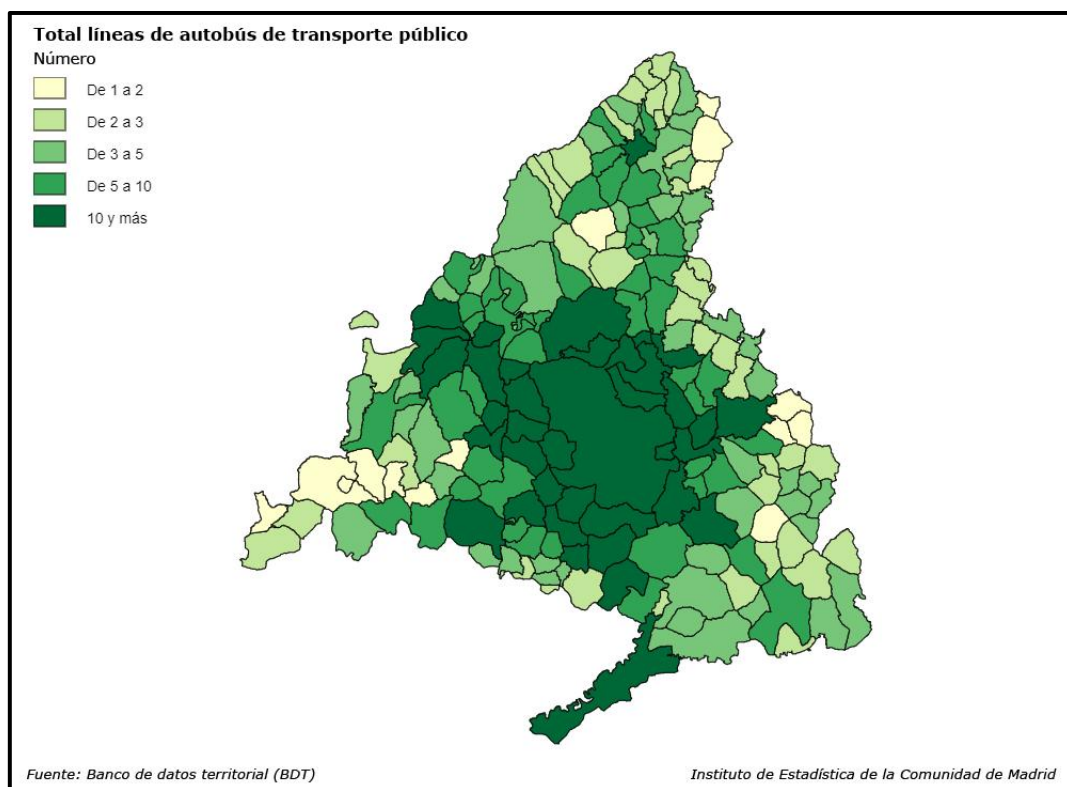 Total líneas de autobús de transporte público
Número
De 1 a 2
De 2 a 3
De 3 a 5
De 5 a 10
10 y más
Fuente: Banco de datos territorial (BDT)
Instituto de Estadística de la Comunidad de Madrid